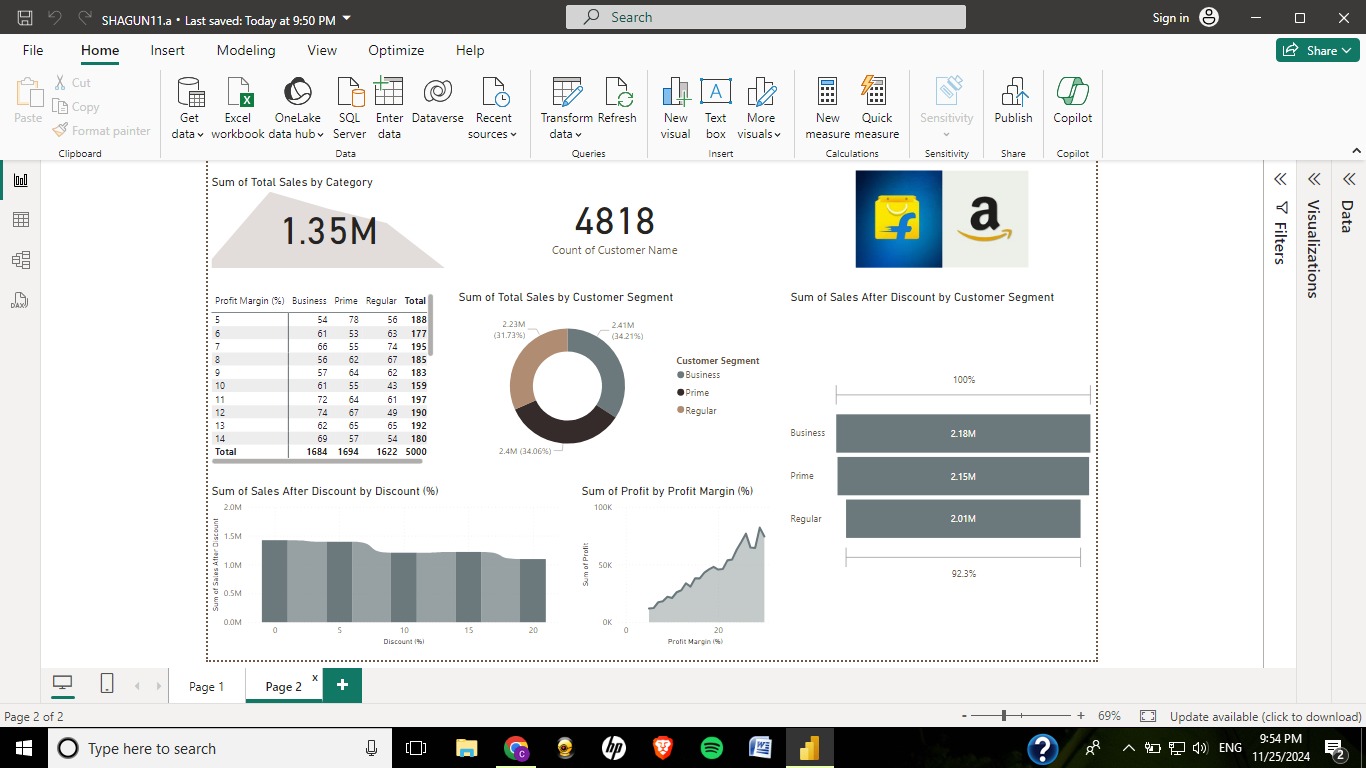 SHAGUN11.a • Last saved: Today at 9:50 PM
Search
Sign in
File Home Insert Modeling View Optimize Help
Share
Paste
Cut
Copy
Format painter
Clipboard
Get data
Excel workbook
OneLake data hub
SQL Server
Enter data
Dataverse
Recent sources
Data
Transform data
Refresh
Queries
New visual
Text box
More visuals
Insert
New measure
Quick measure
Calculations
Sensitivity
Sensitivity
Publish
Share
Copilot
Copilot
Sum of Total Sales by Category
1.35M
4818
Count of Customer Name
f
a
Profit Margin (%) Business Prime Regular Total
5 54 78 56 188
6 61 53 63 177
7 66 55 74 195
8 56 62 67 185
9 57 64 62 183
10 61 55 43 159
11 72 64 61 197
12 74 67 49 190
13 62 65 65 192
14 69 57 54 180
Total 1684 1694 1622 5000
Sum of Total Sales by Customer Segment
2.23M
(31.73%)
2.41M
(34.21%)
2.4M (34.06%)
Customer Segment
Business
Prime
Regular
Sum of Sales After Discount by Customer Segment
100%
Business 2.18M
Prime 2.15M
Regular 2.01M
92.3%
Sum of Sales After Discount by Discount (%)
Sum of Sales After Discount
2.0M
1.5M
1.0M
0.5M
0.0M
0 5 10 15 20
Discount (%)
Sum of Profit by Profit Margin (%)
Sum of Profit
100K
50K
0K
0 20
Profit Margin (%)
Filters
Visualizations
Data
DAX
Page 1
Page 2 x
+
Page 2 of 2
- + 69%
Update available (click to download)
Type here to search
ENG
9:54 PM
11/25/2024
2